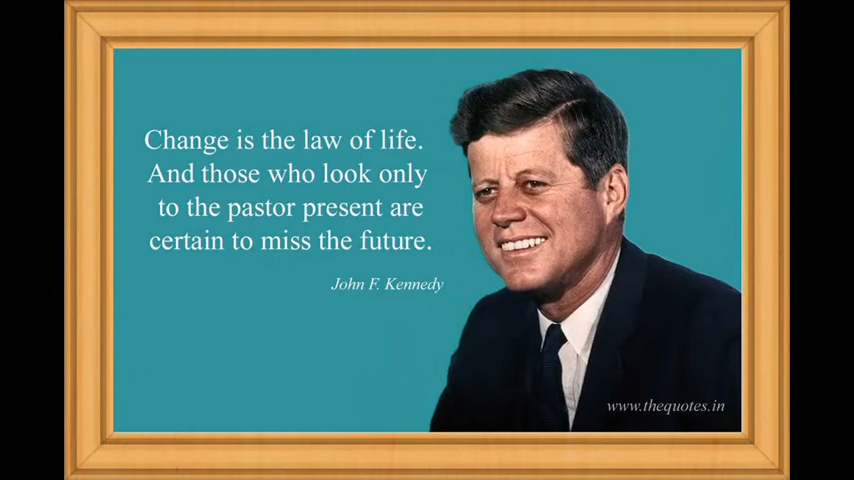 Change is the law of life.
And those who look only
to the pastor present are
certain to miss the future.
John F. Kennedy
www.thequotes.in